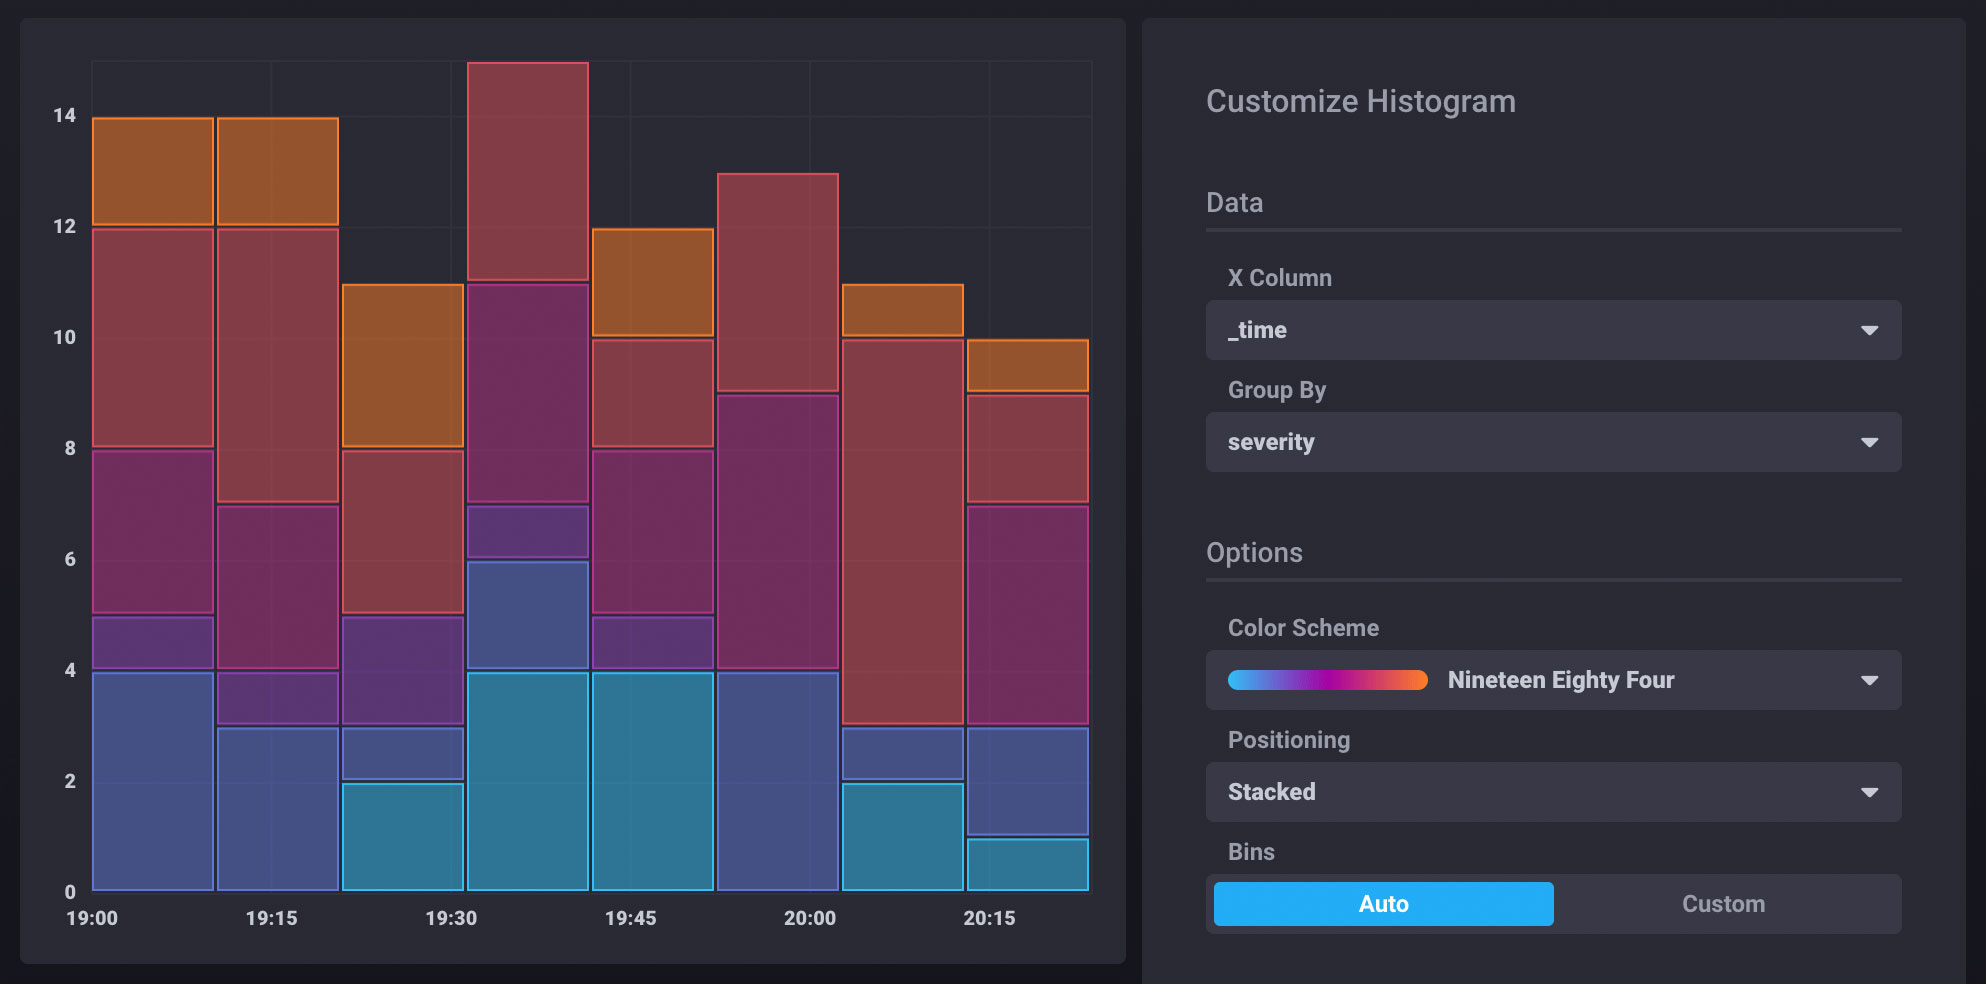 14
12
10
8
6
4
2
0
19:00 19:15 19:30 19:45 20:00 20:15
Customize Histogram
Data
X Column
_time
Group By
severity
Options
Color Scheme
Nineteen Eighty Four
Positioning
Stacked
Bins
Auto Custom